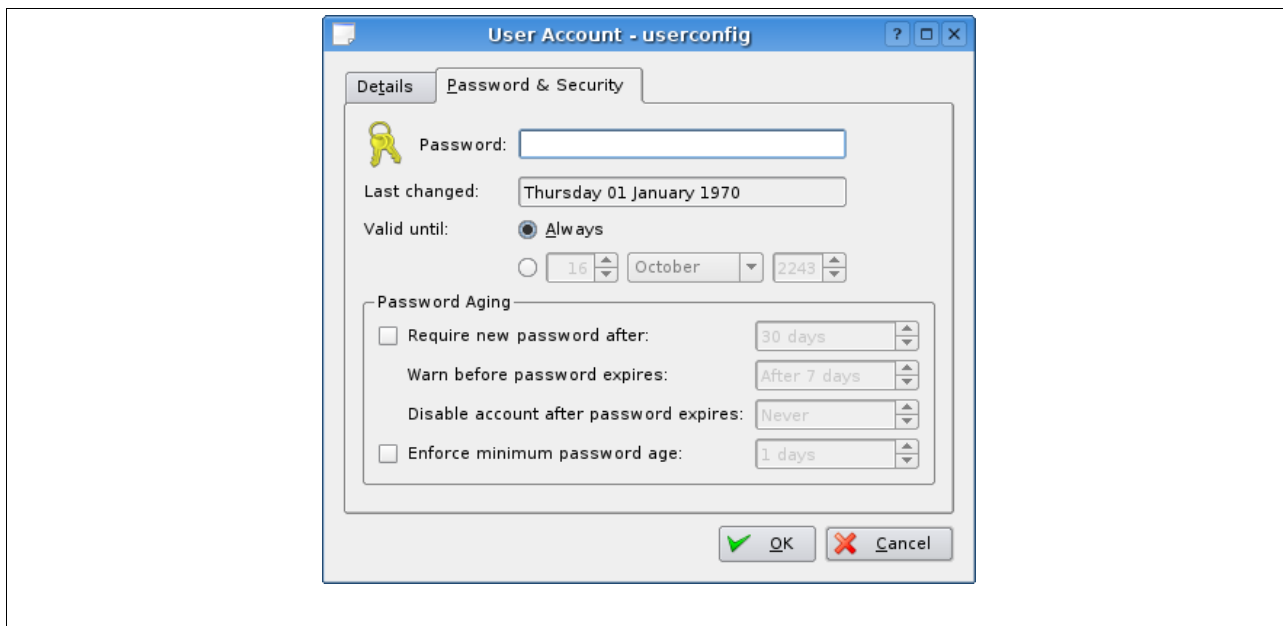 User Account - userconfig
Details
Password & Security
Password:
Last changed: Thursday 01 January 1970
Valid until: Always
16 October 2243
Password Aging
Require new password after: 30 days
Warn before password expires: After 7 days
Disable account after password expires: Never
Enforce minimum password age: 1 days
OK Cancel